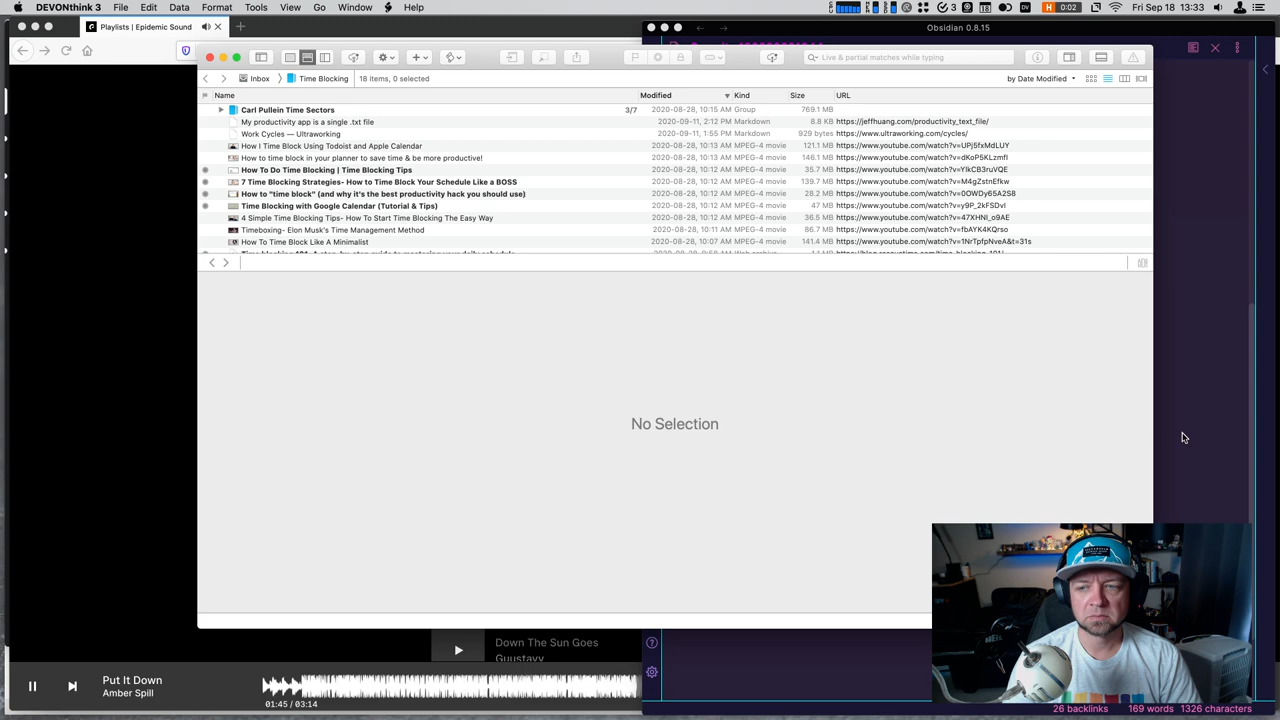 DEVONthink 3 File Edit Data Format Tools View Go Window Help
3 18 DV H 0:02 Fri Sep 18 13:33
Playlists | Epidemic Sound
Obsidian 0.8.15
Live & partial matches while typing
Inbox Time Blocking 18 items, 0 selected by Date Modified
Name Modified Kind Size URL
Carl Pullein Time Sectors 3/7 2020-08-28, 10:15 AM Group 769.1 MB
My productivity app is a single .txt file 2020-09-11, 2:12 PM Markdown 8.8 KB https://jeffhuang.com/productivity_text_file/
Work Cycles — Ultraworking 2020-09-11, 1:55 PM Markdown 929 bytes https://www.ultraworking.com/cycles/
How I Time Block Using Todoist and Apple Calendar 2020-08-28, 10:13 AM MPEG-4 movie 121.1 MB https://www.youtube.com/watch?v=UPj5fxMdLUY
How to time block in your planner to save time & be more productive! 2020-08-28, 10:13 AM MPEG-4 movie 146.1 MB https://www.youtube.com/watch?v=dKoP5KLzmfI
How To Do Time Blocking | Time Blocking Tips 2020-08-28, 10:12 AM MPEG-4 movie 35.7 MB https://www.youtube.com/watch?v=YIkCB3ruVQE
7 Time Blocking Strategies- How to Time Block Your Schedule Like a BOSS 2020-08-28, 10:12 AM MPEG-4 movie 139.7 MB https://www.youtube.com/watch?v=M4gZstnEfkw
How to "time block" (and why it's the best productivity hack you should use) 2020-08-28, 10:12 AM MPEG-4 movie 28.2 MB https://www.youtube.com/watch?v=0OWDy65A2S8
Time Blocking with Google Calendar (Tutorial & Tips) 2020-08-28, 10:12 AM MPEG-4 movie 47 MB https://www.youtube.com/watch?v=y9P_2kFSDvI
4 Simple Time Blocking Tips- How To Start Time Blocking The Easy Way 2020-08-28, 10:12 AM MPEG-4 movie 36.5 MB https://www.youtube.com/watch?v=47XHNI_o9AE
Timeboxing- Elon Musk's Time Management Method 2020-08-28, 10:11 AM MPEG-4 movie 86.7 MB https://www.youtube.com/watch?v=fbAYK4KQrso
How To Time Block Like A Minimalist 2020-08-28, 10:07 AM MPEG-4 movie 141.4 MB https://www.youtube.com/watch?v=1NrTpfpNveA&t=31s
No Selection
Down The Sun Goes
Guustavv
Put It Down
Amber Spill
01:45 / 03:14
26 backlinks 169 words 1326 characters